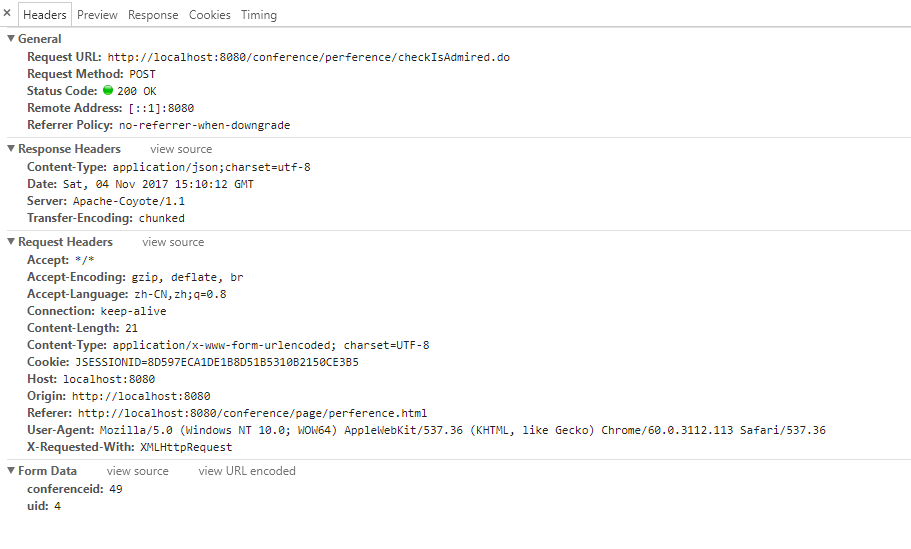 × Headers Preview Response Cookies Timing
▼ General
Request URL: http://localhost:8080/conference/perference/checkIsAdmired.do
Request Method: POST
Status Code: 200 OK
Remote Address: [::1]:8080
Referrer Policy: no-referrer-when-downgrade
▼ Response Headers view source
Content-Type: application/json;charset=utf-8
Date: Sat, 04 Nov 2017 15:10:12 GMT
Server: Apache-Coyote/1.1
Transfer-Encoding: chunked
▼ Request Headers view source
Accept: */*
Accept-Encoding: gzip, deflate, br
Accept-Language: zh-CN,zh;q=0.8
Connection: keep-alive
Content-Length: 21
Content-Type: application/x-www-form-urlencoded; charset=UTF-8
Cookie: JSESSIONID=8D597ECA1DE1B8D51B5310B2150CE3B5
Host: localhost:8080
Origin: http://localhost:8080
Referer: http://localhost:8080/conference/page/perference.html
User-Agent: Mozilla/5.0 (Windows NT 10.0; WOW64) AppleWebKit/537.36 (KHTML, like Gecko) Chrome/60.0.3112.113 Safari/537.36
X-Requested-With: XMLHttpRequest
▼ Form Data view source view URL encoded
conferenceid: 49
uid: 4